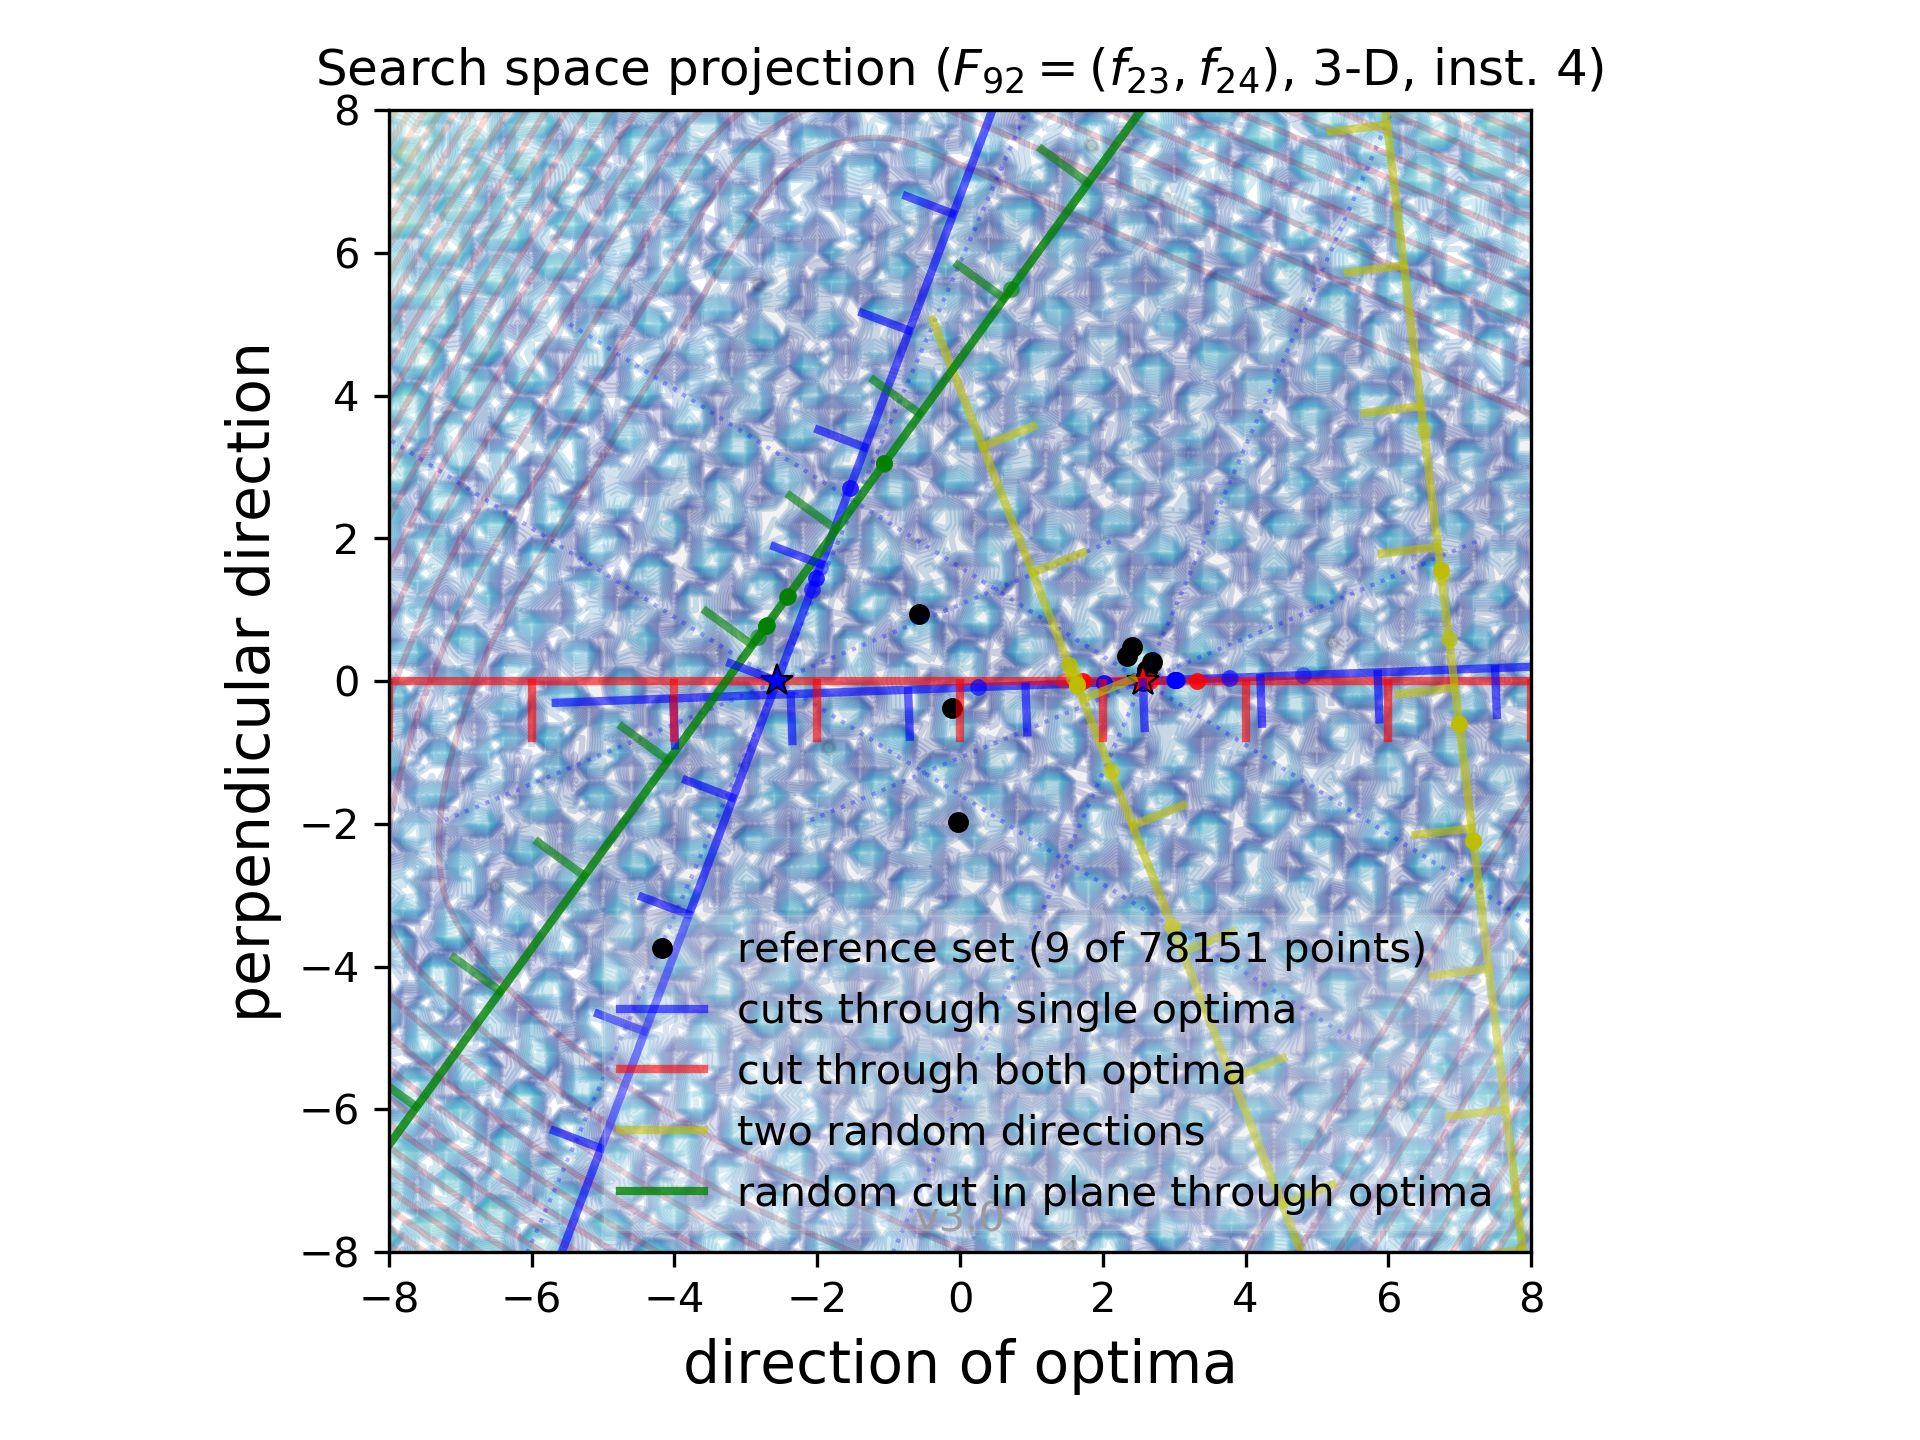 Search space projection (F₉₂ = (f₂₃, f₂₄), 3-D, inst. 4)
8
6
4
2
0
−2
−4
−6
−8
perpendicular direction
reference set (9 of 78151 points)
cuts through single optima
cut through both optima
two random directions
random cut in plane through optima
v3.0
−8 −6 −4 −2 0 2 4 6 8
direction of optima